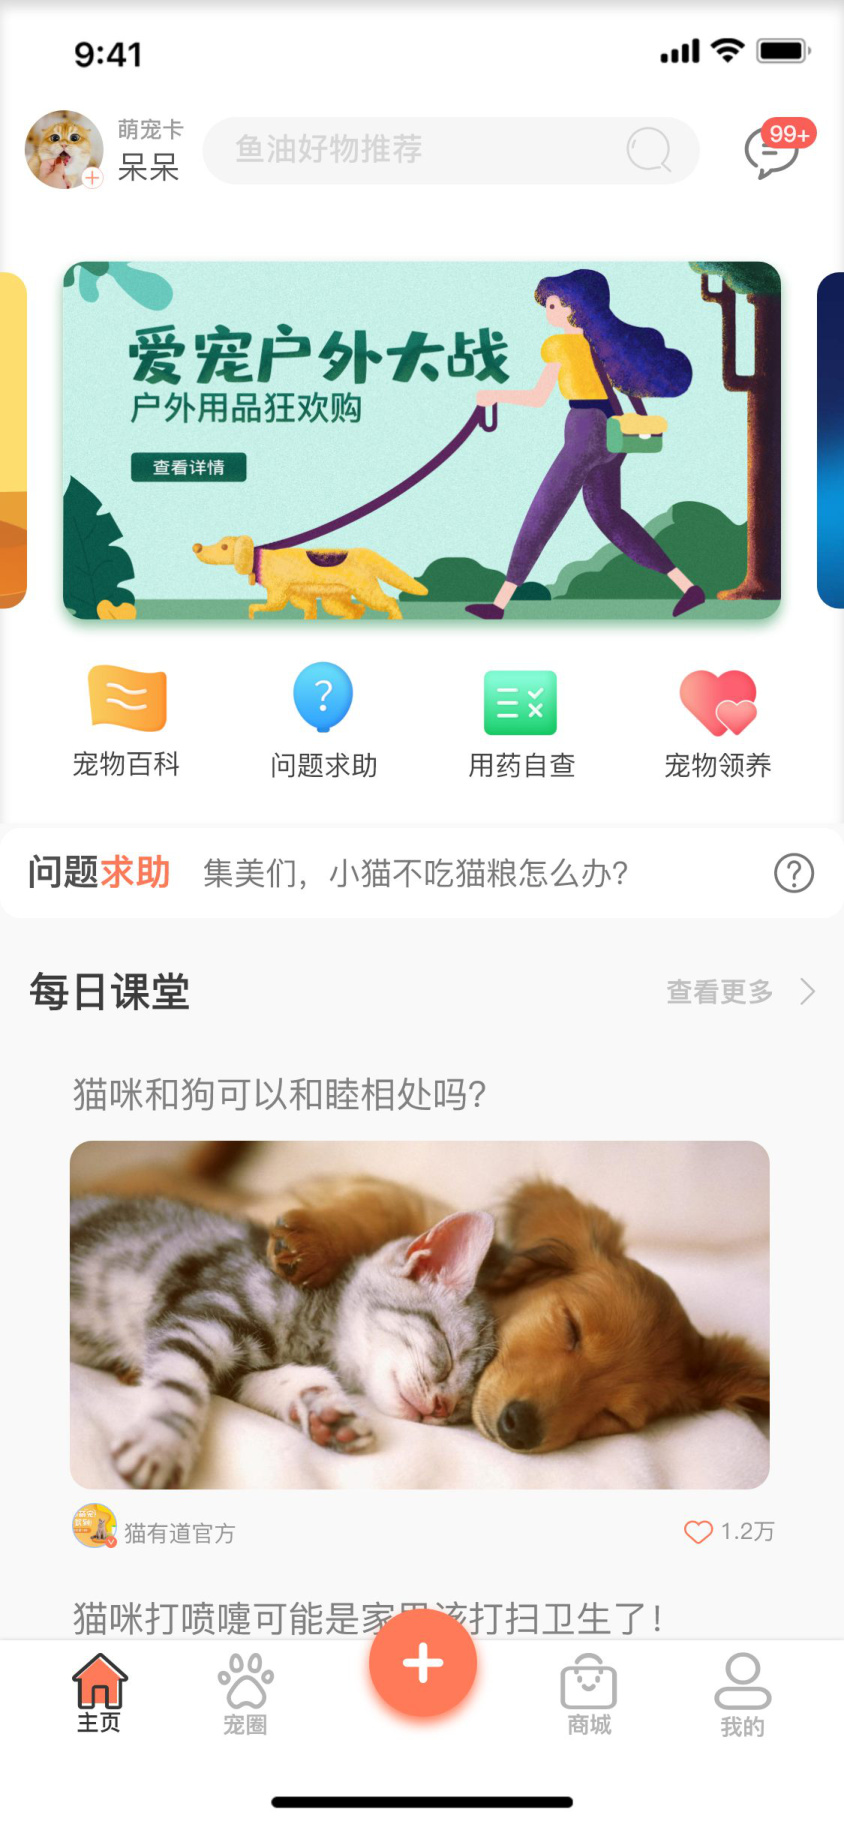 9:41
萌宠卡
呆呆
鱼油好物推荐
99+
爱宠户外大战
户外用品狂欢购
查看详情
宠物百科
问题求助
用药自查
宠物领养
问题求助 集美们，小猫不吃猫粮怎么办?
每日课堂 查看更多
猫咪和狗可以和睦相处吗?
猫有道官方 1.2万
猫咪打喷嚏可能是家里该打扫卫生了!
主页 宠圈 商城 我的